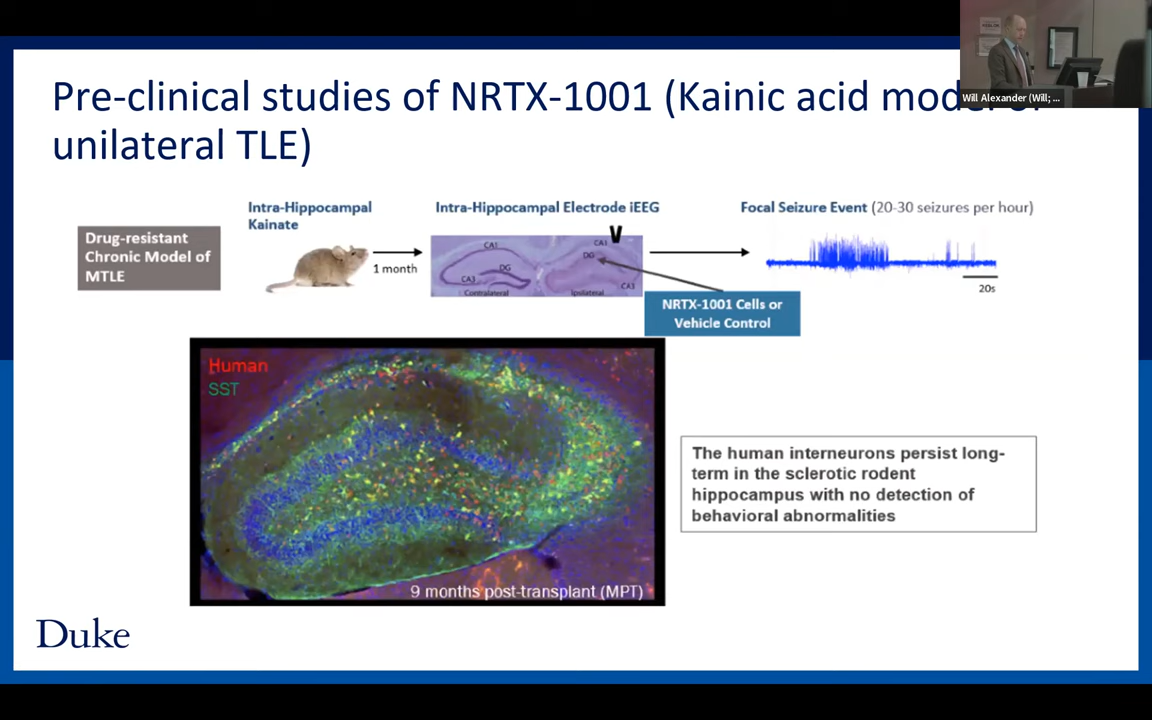 Pre-clinical studies of NRTX-1001 (Kainic acid mod
unilateral TLE)
Will Alexander (Will; ...
Intra-Hippocampal
Kainate
Intra-Hippocampal Electrode iEEG
Focal Seizure Event (20-30 seizures per hour)
Drug-resistant
Chronic Model of
MTLE
1 month
CA1
DG
CA3
Contralateral
CA1
DG
CA3
Ipsilateral
20s
NRTX-1001 Cells or
Vehicle Control
Human
SST
9 months post-transplant (MPT)
The human interneurons persist long-
term in the sclerotic rodent
hippocampus with no detection of
behavioral abnormalities
Duke